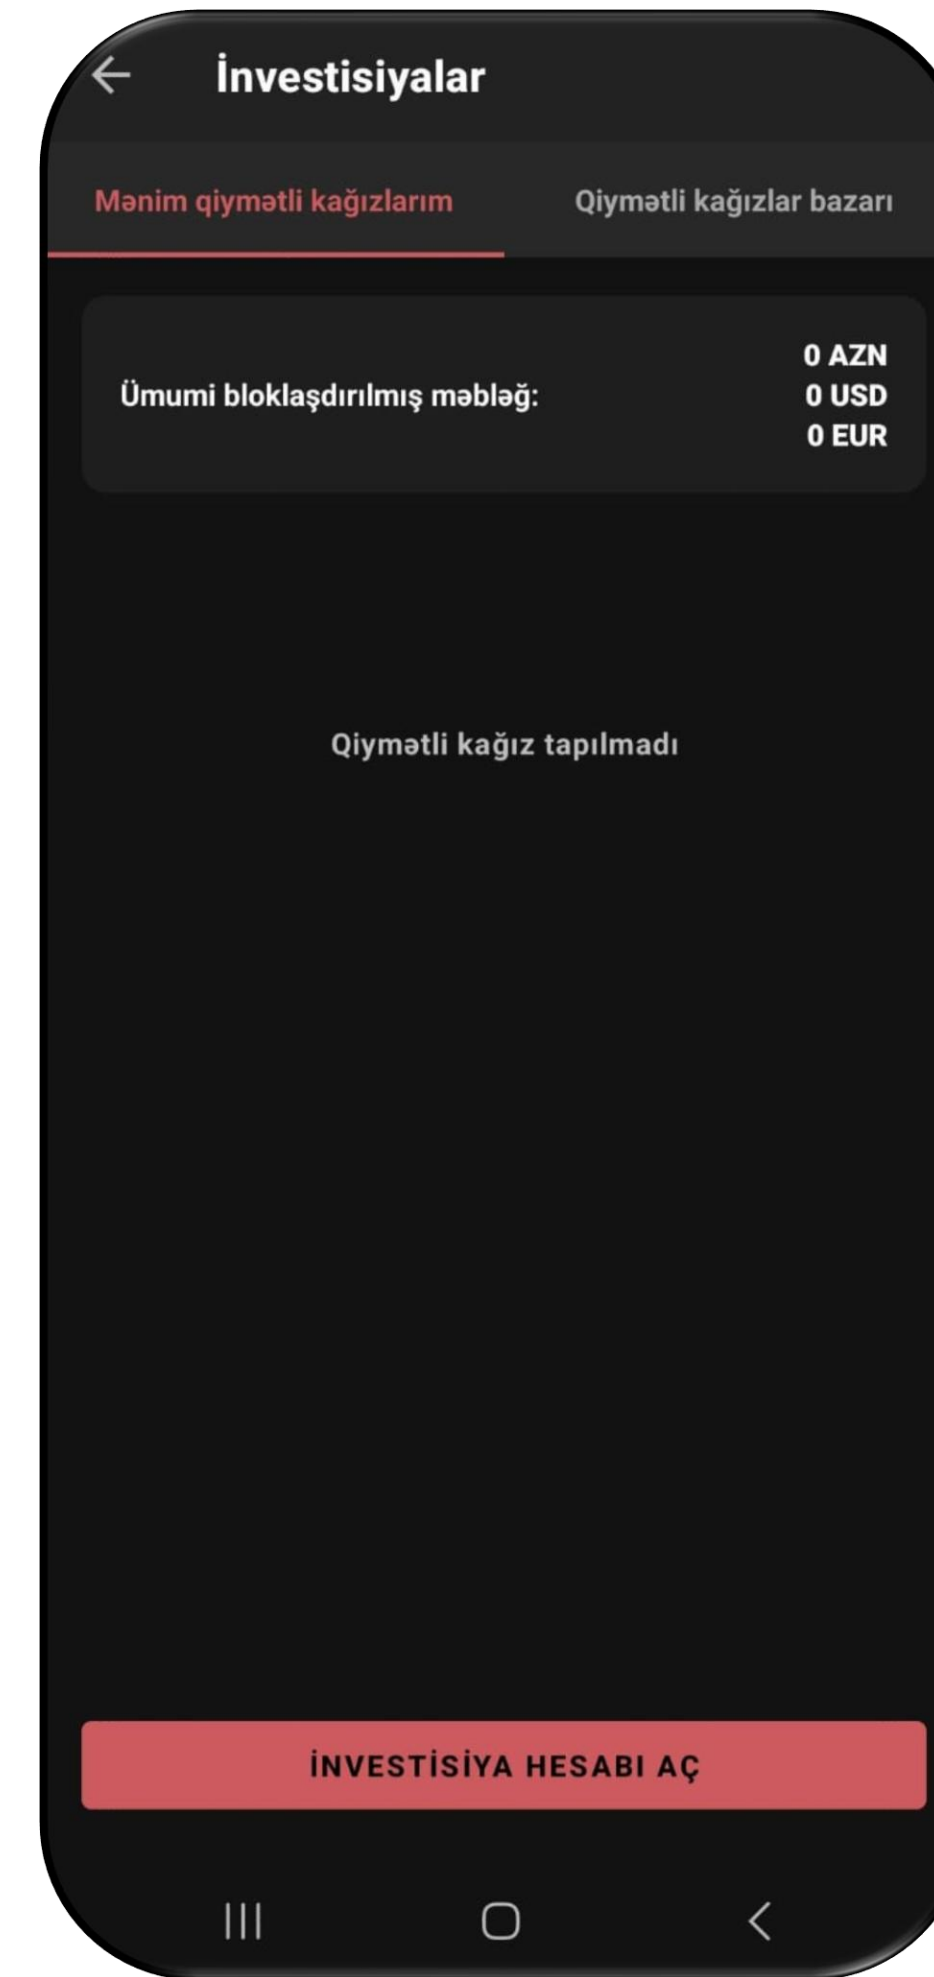 İnvestisiyalar
Mənim qiymətli kağızlarım
Qiymətli kağızlar bazarı
Ümumi bloklaşdırılmış məbləğ:
0 AZN
0 USD
0 EUR
Qiymətli kağız tapılmadı
İNVESTİSİYA HESABI AÇ